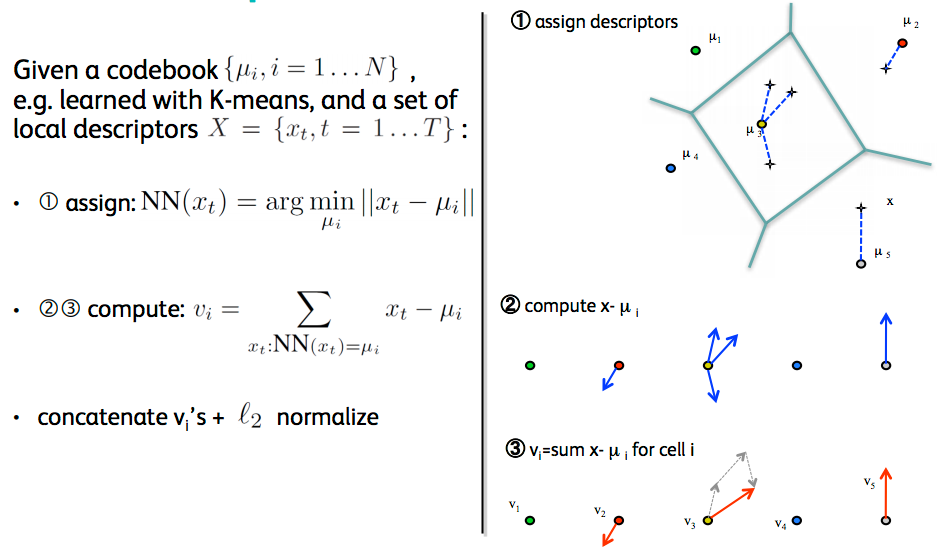 Given a codebook {μi, i = 1 . . . N} ,
e.g. learned with K-means, and a set of
local descriptors X = {xt, t = 1 . . . T} :
• ① assign: NN(xt) = arg min ||xt − μi||
μi
• ②③ compute: vi = ∑ xt − μi
xt:NN(xt)=μi
• concatenate vi's + ℓ2 normalize
① assign descriptors
μ1
μ2
μ3
μ4
x
μ5
② compute x- μ i
③ vi=sum x- μ i for cell i
v1
v2
v3
v4
v5